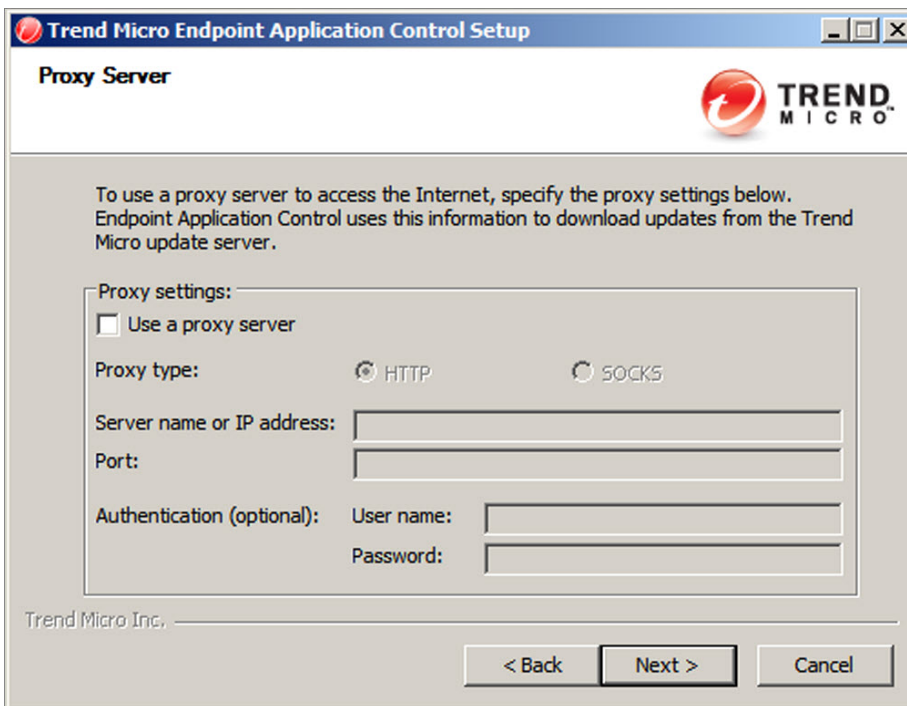 Trend Micro Endpoint Application Control Setup
Proxy Server
TREND
MICRO™
To use a proxy server to access the Internet, specify the proxy settings below.
Endpoint Application Control uses this information to download updates from the Trend
Micro update server.
Proxy settings:
Use a proxy server
Proxy type: HTTP SOCKS
Server name or IP address:
Port:
Authentication (optional): User name:
Password:
Trend Micro Inc.
< Back Next > Cancel